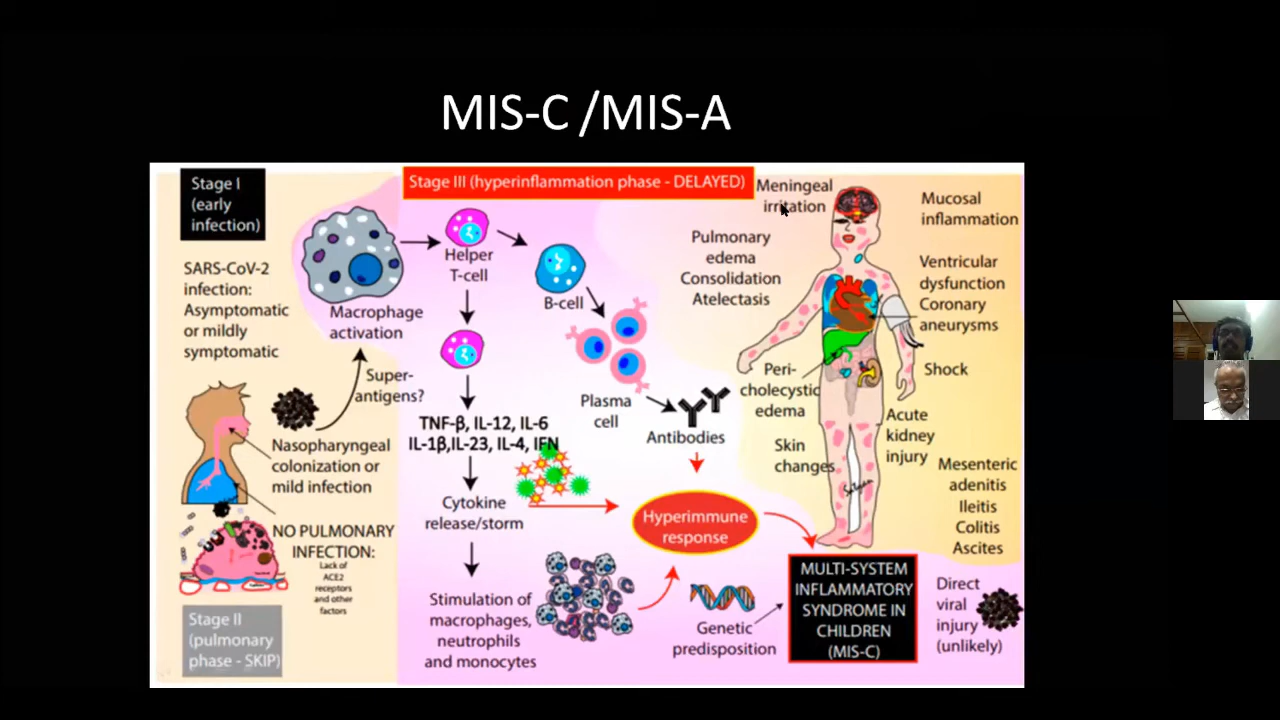 MIS-C /MIS-A
Stage I
(early
infection)
SARS-CoV-2
infection:
Asymptomatic
or mildly
symptomatic
Nasopharyngeal
colonization or
mild infection
NO PULMONARY
INFECTION:
Lack of
ACE2
receptors
and other
factors
Stage II
(pulmonary
phase - SKIP)
Macrophage
activation
Super-
antigens?
Stage III (hyperinflammation phase - DELAYED)
Helper
T-cell
B-cell
Plasma
cell
Antibodies
TNF-β, IL-12, IL-6
IL-1β,IL-23, IL-4, IFN
Cytokine
release/storm
Stimulation of
macrophages,
neutrophils
and monocytes
Hyperimmune
response
Genetic
predisposition
Meningeal
irritation
Pulmonary
edema
Consolidation
Atelectasis
Peri-
cholecystic
edema
Skin
changes
Mucosal
inflammation
Ventricular
dysfunction
Coronary
aneurysms
Shock
Acute
kidney
injury
Mesenteric
adenitis
Ileitis
Colitis
Ascites
MULTI-SYSTEM
INFLAMMATORY
SYNDROME IN
CHILDREN
(MIS-C)
Direct
viral
injury
(unlikely)